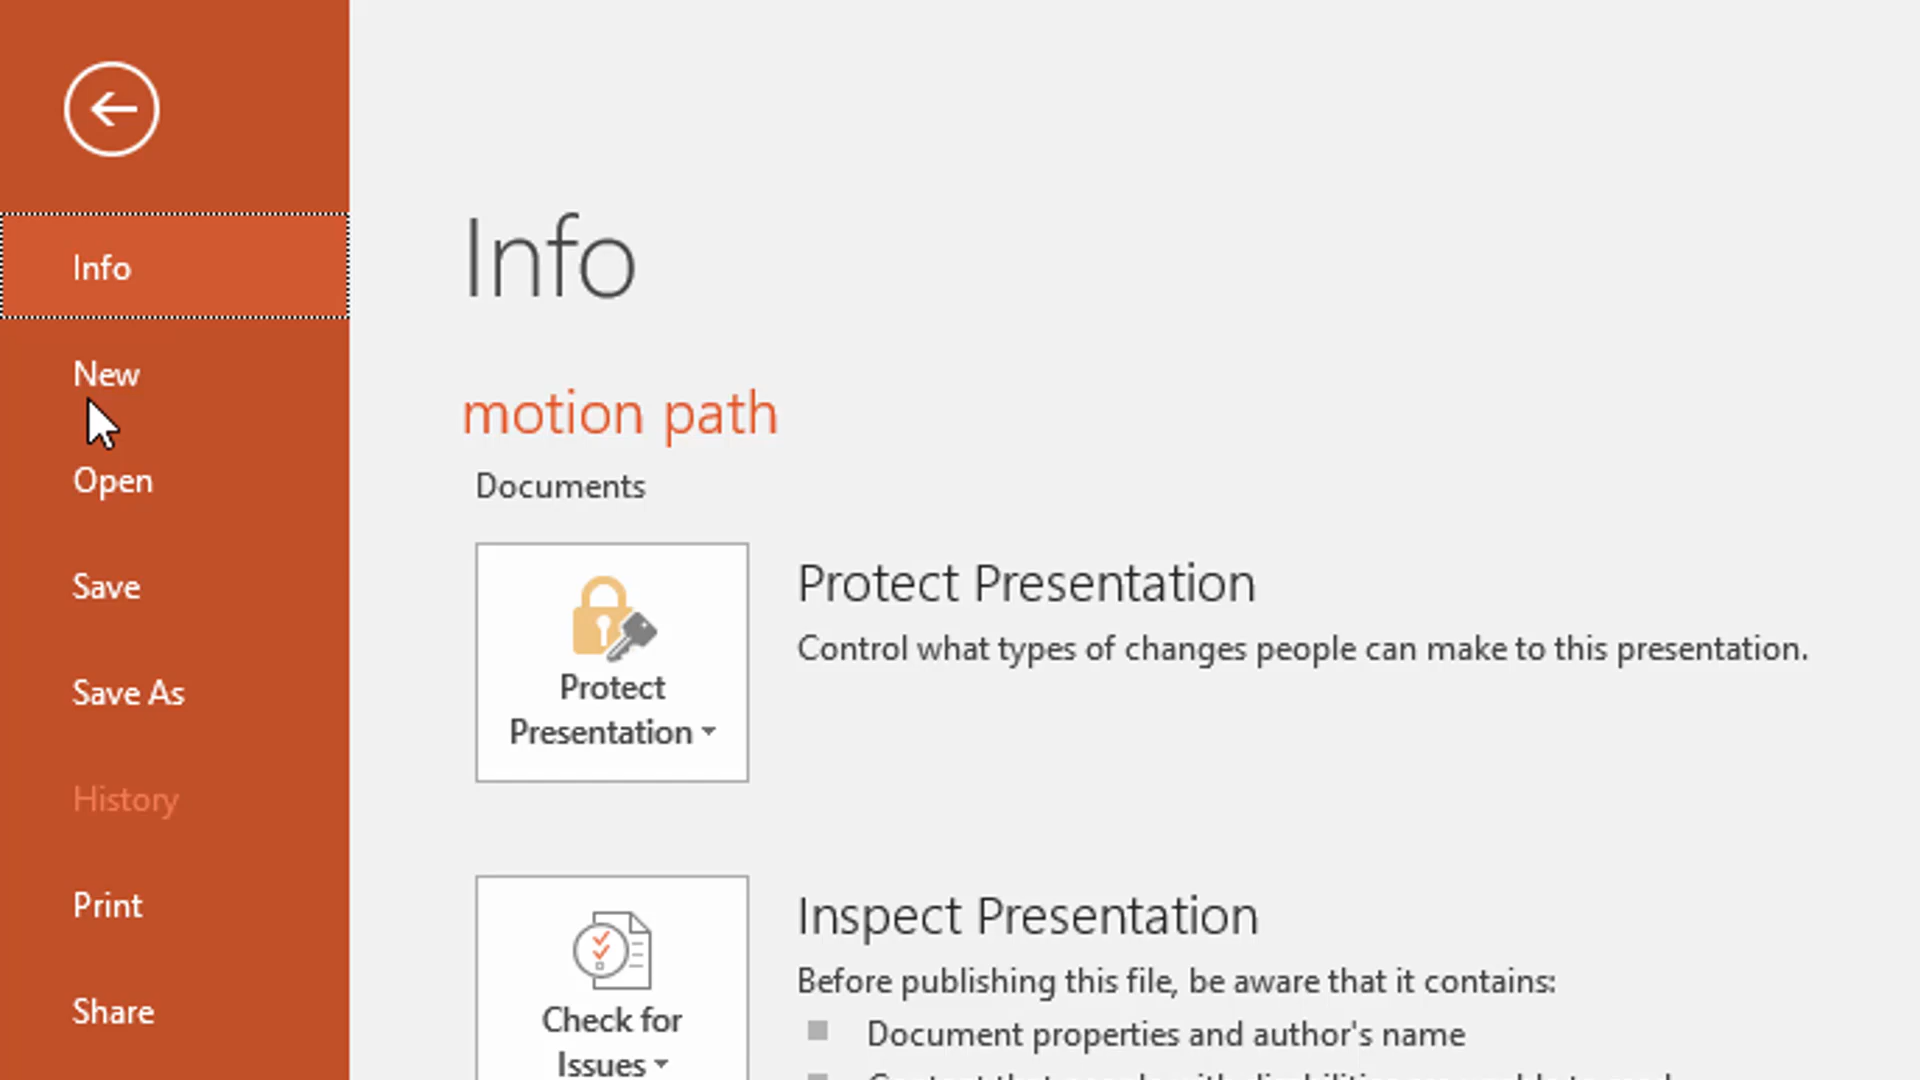 Info
New
Open
Save
Save As
History
Print
Share
Info
motion path
Documents
Protect
Presentation
Protect Presentation
Control what types of changes people can make to this presentation.
Check for
Issues
Inspect Presentation
Before publishing this file, be aware that it contains:
Document properties and author's name